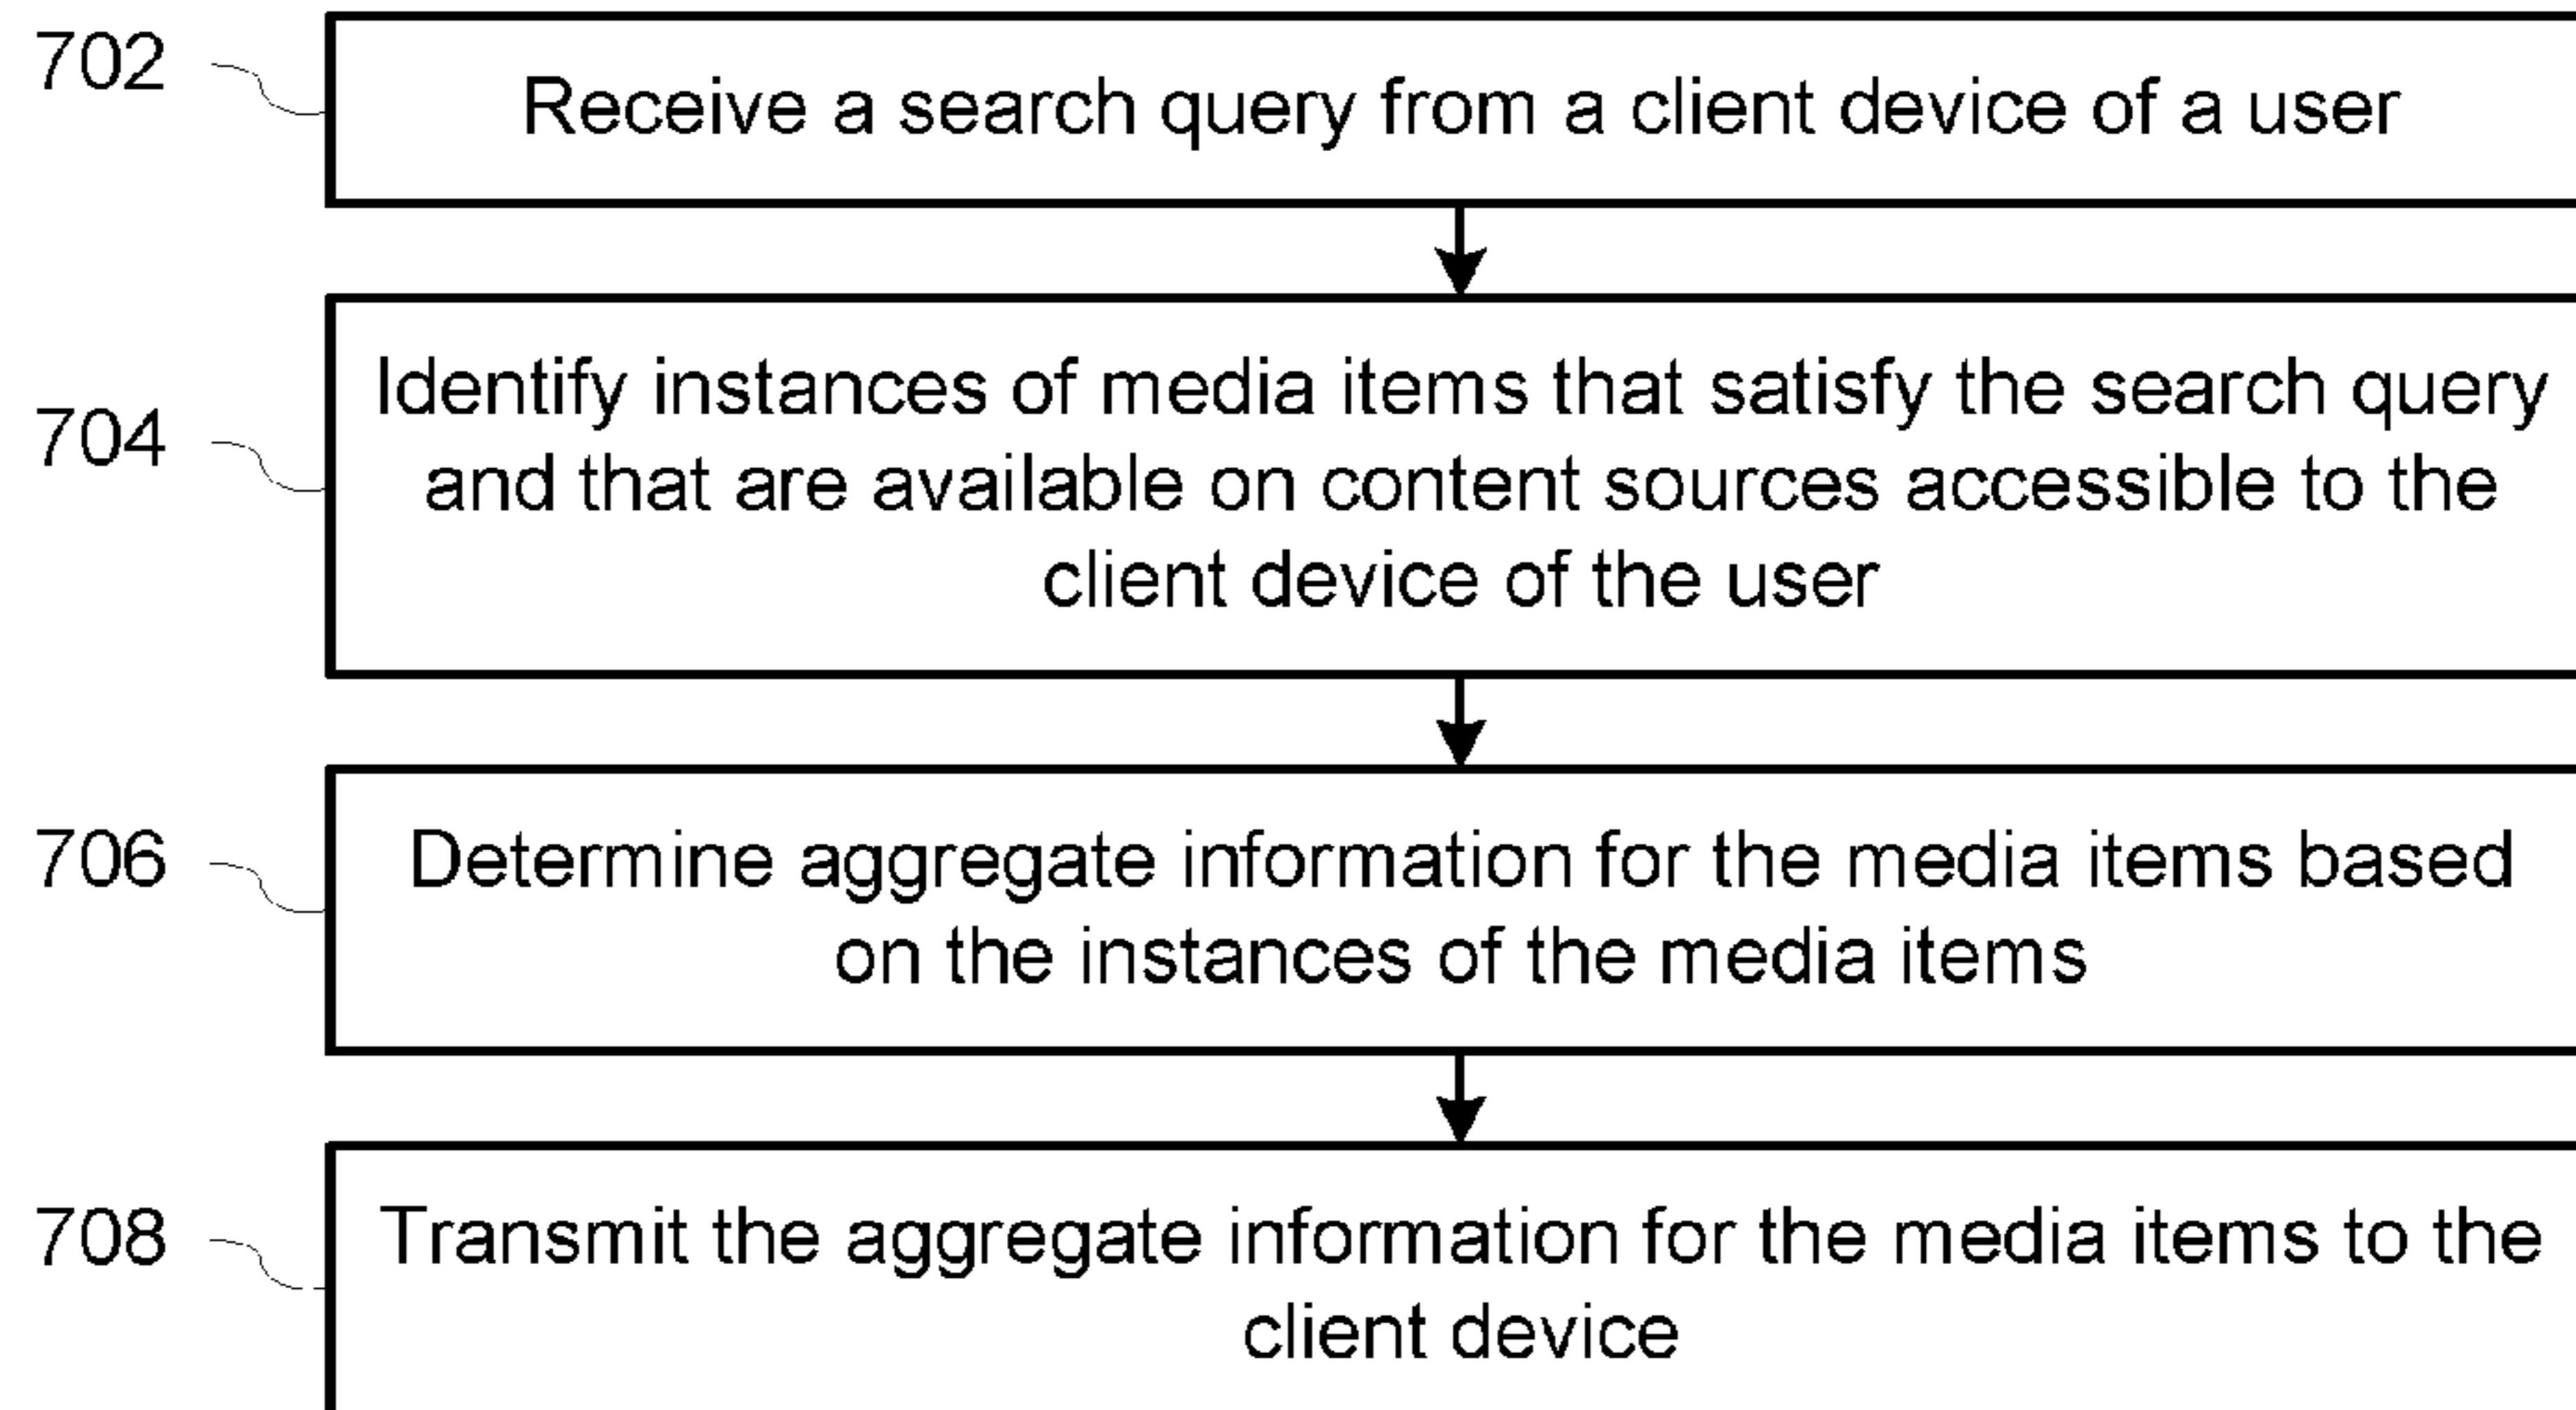 702
Receive a search query from a client device of a user
704
Identify instances of media items that satisfy the search query
and that are available on content sources accessible to the
client device of the user
706
Determine aggregate information for the media items based
on the instances of the media items
708
Transmit the aggregate information for the media items to the
client device